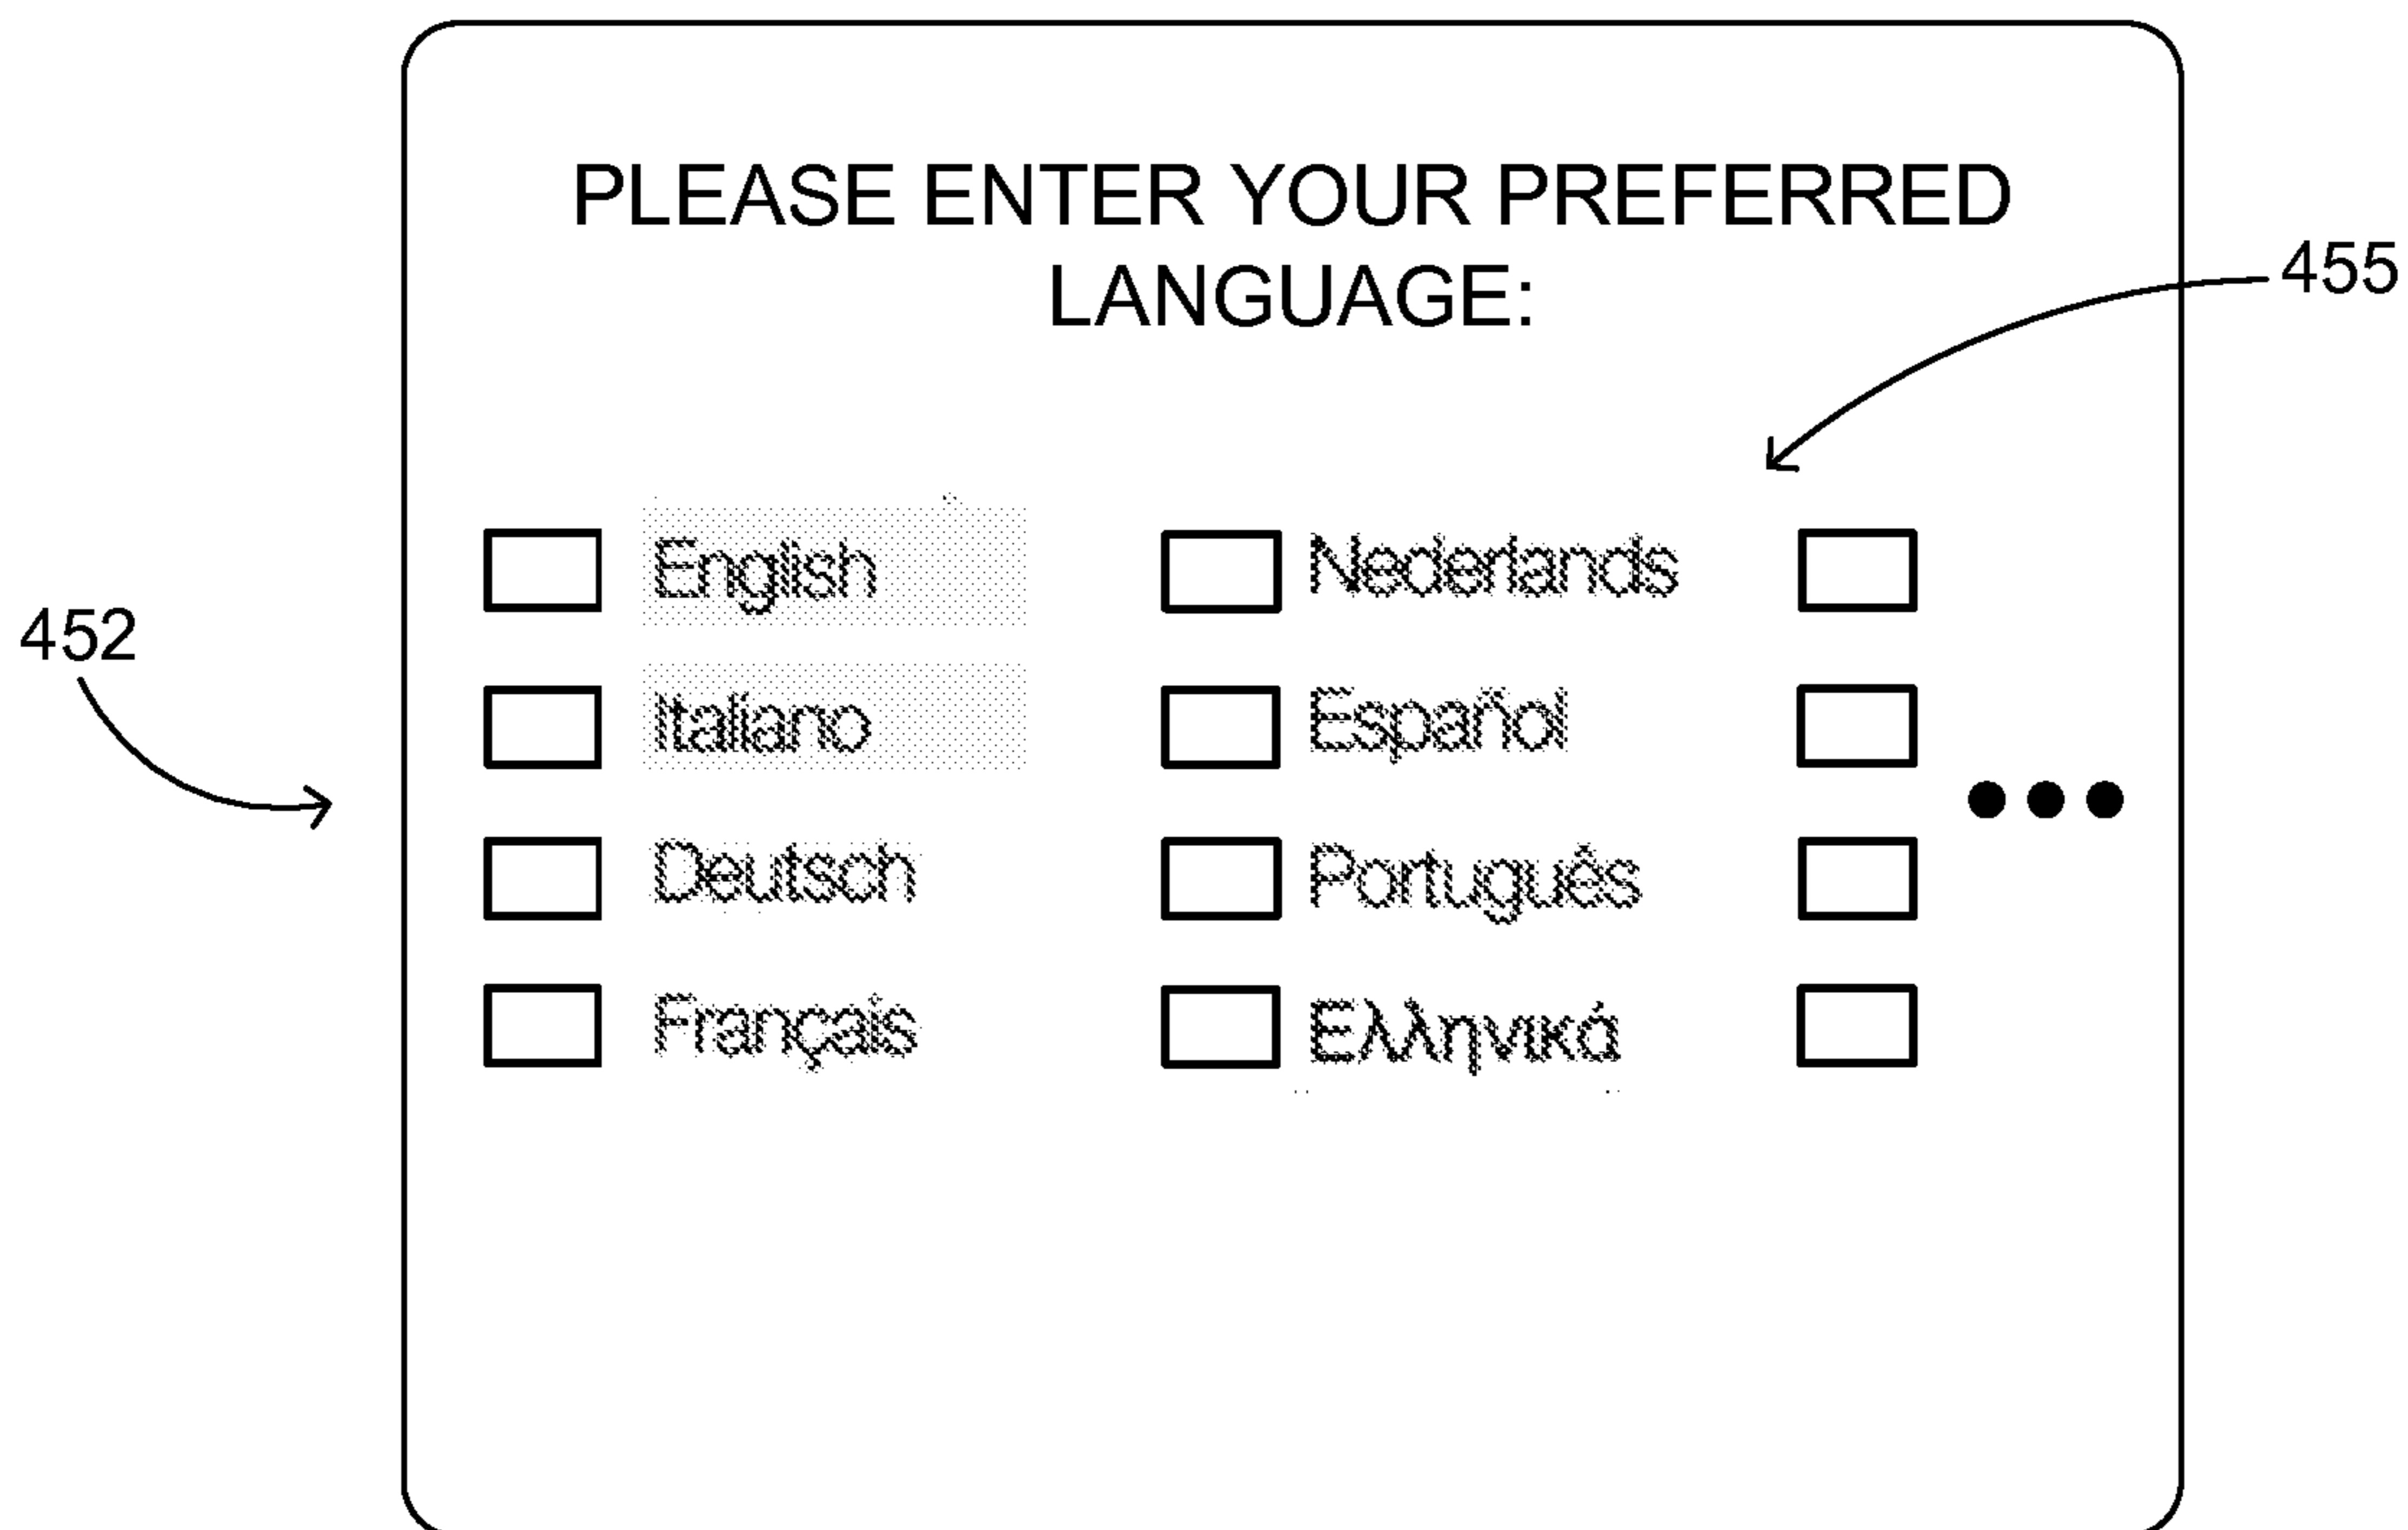 PLEASE ENTER YOUR PREFERRED
LANGUAGE:
455
English
Nederlands
452
Italiano
Español
Deutsch
Português
Français
Ελληνικά